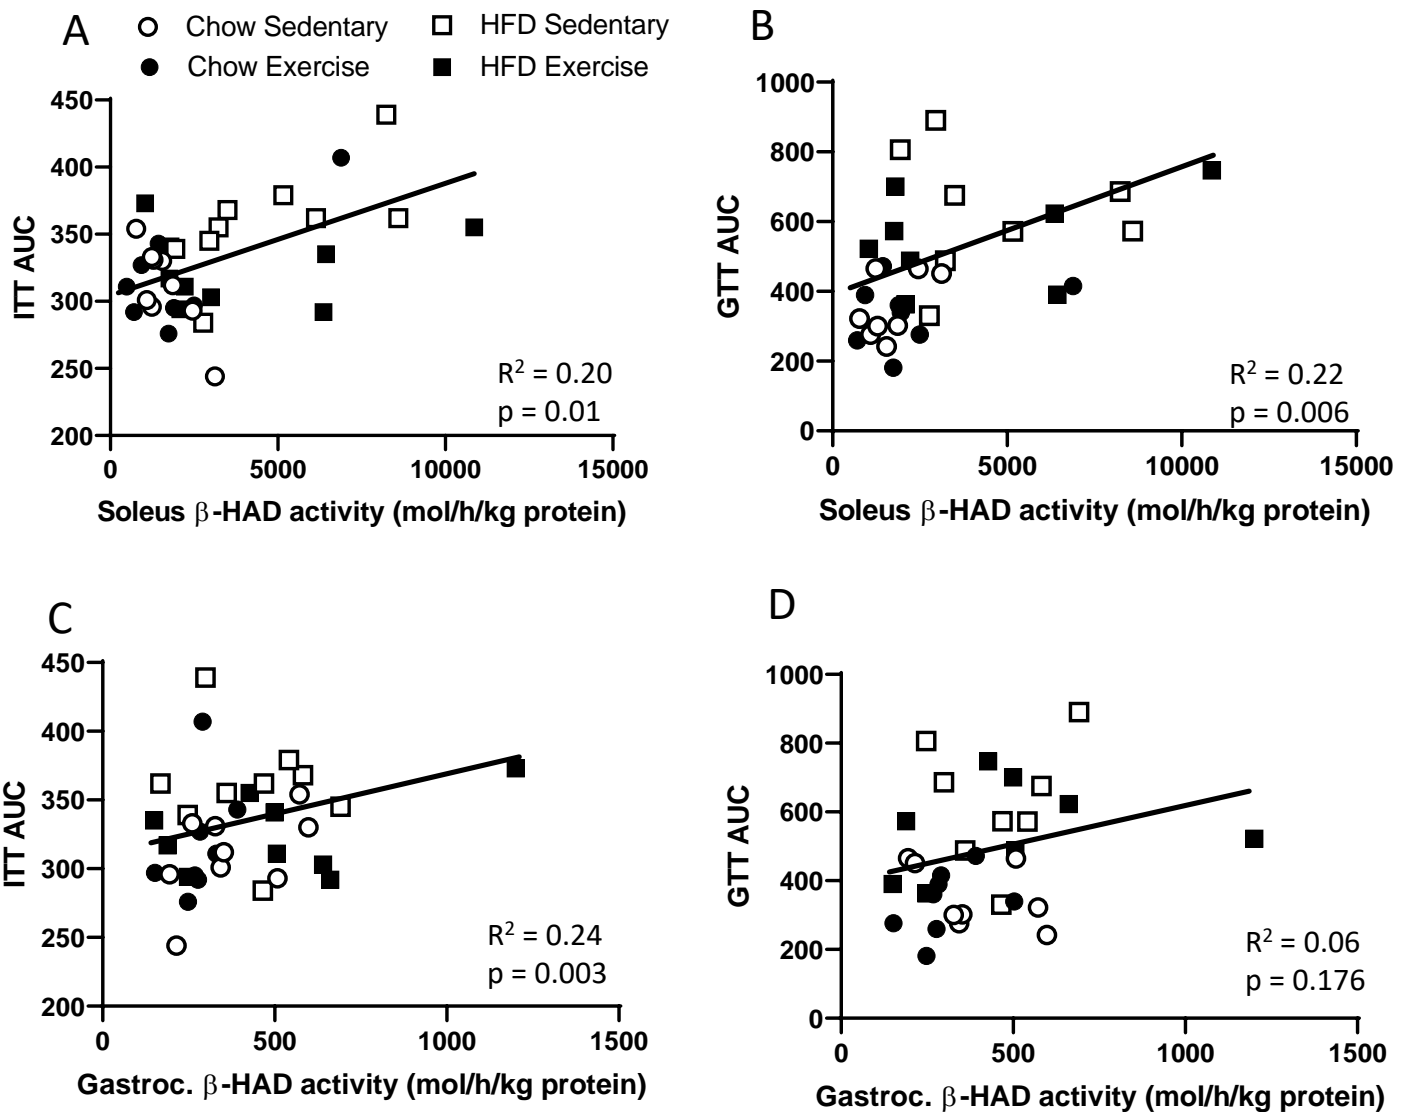 A
Chow Sedentary
HFD Sedentary
Chow Exercise
HFD Exercise
450
400
350
300
250
200
ITT AUC
R² = 0.20
p = 0.01
0 5000 10000 15000
Soleus β-HAD activity (mol/h/kg protein)
B
1000
800
600
400
200
0
GTT AUC
R² = 0.22
p = 0.006
0 5000 10000 15000
Soleus β-HAD activity (mol/h/kg protein)
C
450
400
350
300
250
200
ITT AUC
R² = 0.24
p = 0.003
0 500 1000 1500
Gastroc. β-HAD activity (mol/h/kg protein)
D
1000
800
600
400
200
0
GTT AUC
R² = 0.06
p = 0.176
0 500 1000 1500
Gastroc. β-HAD activity (mol/h/kg protein)